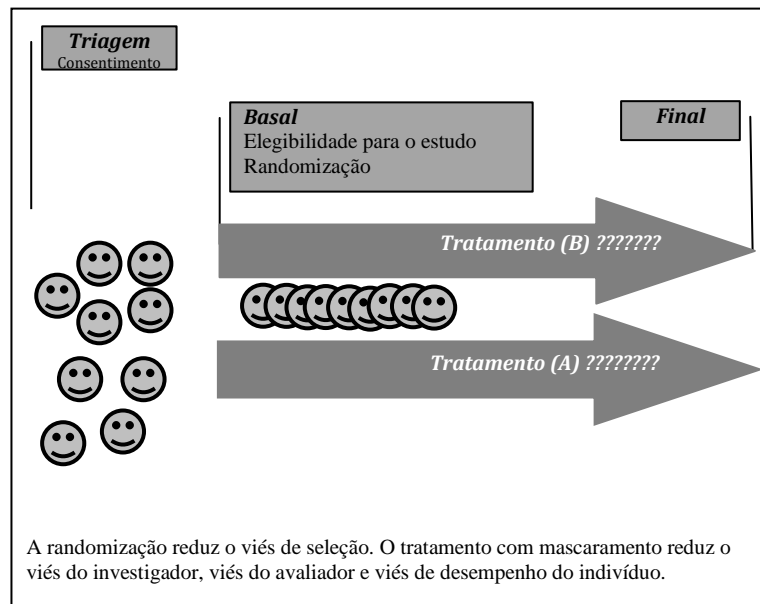 Triagem
Consentimento
Basal
Elegibilidade para o estudo
Randomização
Final
Tratamento (B) ???????
Tratamento (A) ????????
A randomização reduz o viés de seleção. O tratamento com mascaramento reduz o
viés do investigador, viés do avaliador e viés de desempenho do indivíduo.